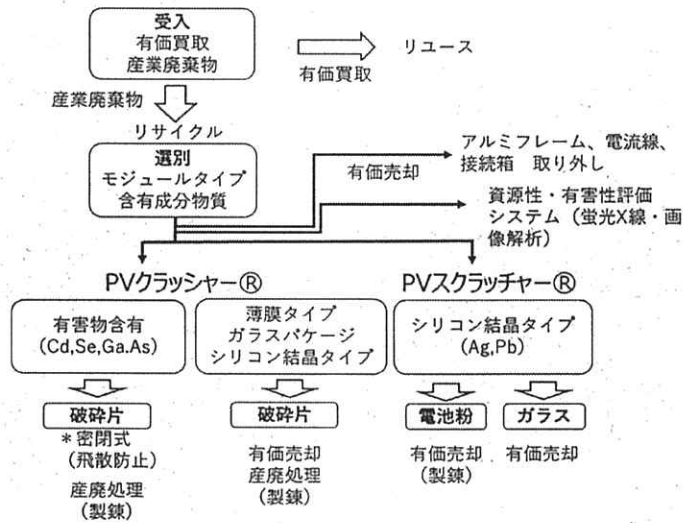 受入
有価買取
産業廃棄物
リユース
有価買取
産業廃棄物
リサイクル
選別
モジュールタイプ
含有成分物質
有価売却
アルミフレーム、電流線、
接続箱 取り外し
資源性・有害性評価
システム（蛍光X線・画
像解析）
PVクラッシャー®
PVスクラッチャー®
有害物含有
(Cd,Se,Ga.As)
薄膜タイプ
ガラスパケージ
シリコン結晶タイプ
シリコン結晶タイプ
(Ag,Pb)
破砕片
＊密閉式
（飛散防止）
産廃処理
（製錬）
破砕片
有価売却
産廃処理
（製錬）
電池粉
有価売却
（製錬）
ガラス
有価売却